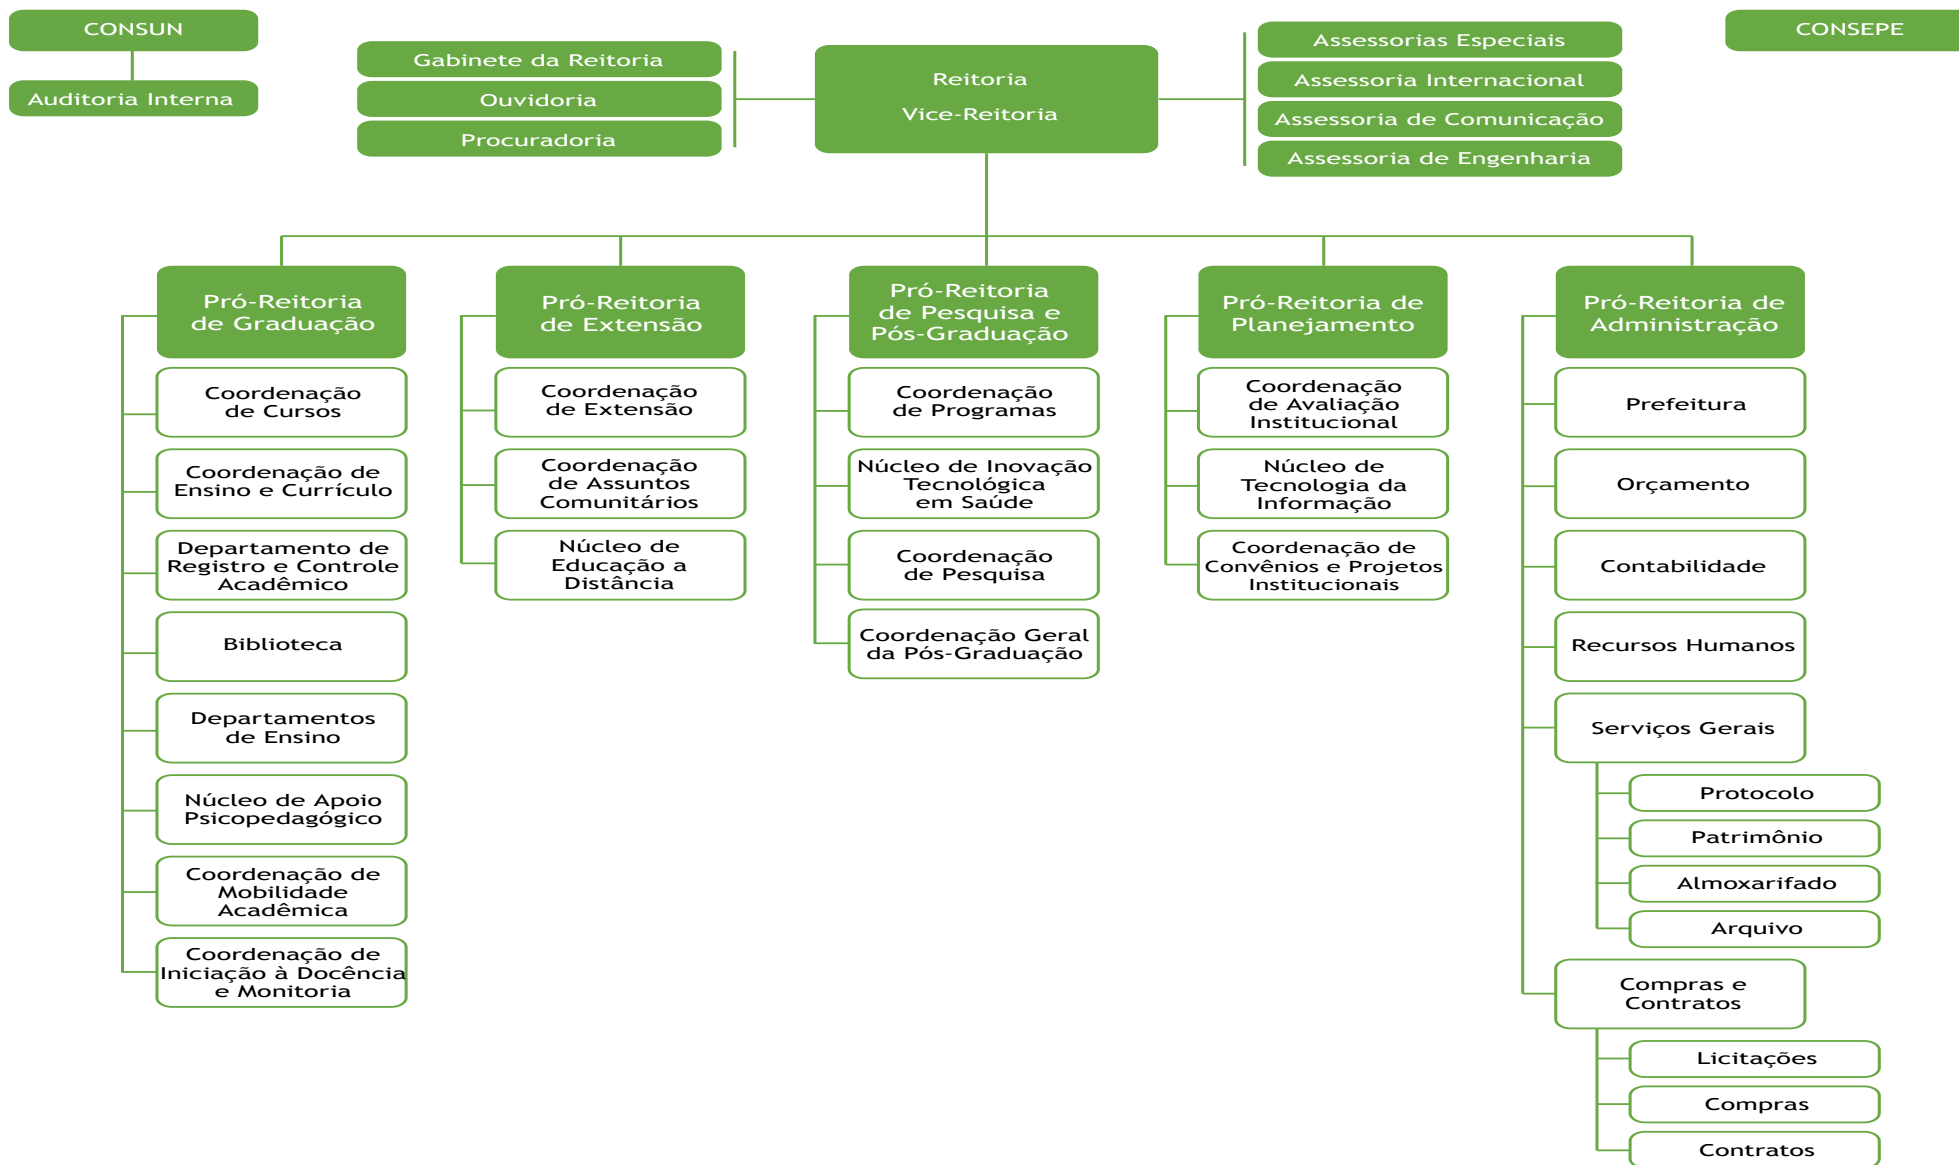 CONSUN
Auditoria Interna
Gabinete da Reitoria
Ouvidoria
Procuradoria
Reitoria
Vice-Reitoria
Assessorias Especiais
Assessoria Internacional
Assessoria de Comunicação
Assessoria de Engenharia
CONSEPE
Pró-Reitoria
de Graduação
Coordenação
de Cursos
Coordenação de
Ensino e Currículo
Departamento de
Registro e Controle
Acadêmico
Biblioteca
Departamentos
de Ensino
Núcleo de Apoio
Psicopedagógico
Coordenação de
Mobilidade
Acadêmica
Coordenação de
Iniciação à Docência
e Monitoria
Pró-Reitoria
de Extensão
Coordenação
de Extensão
Coordenação
de Assuntos
Comunitários
Núcleo de
Educação a
Distância
Pró-Reitoria
de Pesquisa e
Pós-Graduação
Coordenação
de Programas
Núcleo de Inovação
Tecnológica
em Saúde
Coordenação
de Pesquisa
Coordenação Geral
da Pós-Graduação
Pró-Reitoria de
Planejamento
Coordenação
de Avaliação
Institucional
Núcleo de
Tecnologia da
Informação
Coordenação de
Convênios e Projetos
Institucionais
Pró-Reitoria de
Administração
Prefeitura
Orçamento
Contabilidade
Recursos Humanos
Serviços Gerais
Protocolo
Patrimônio
Almoxarifado
Arquivo
Compras e
Contratos
Licitações
Compras
Contratos